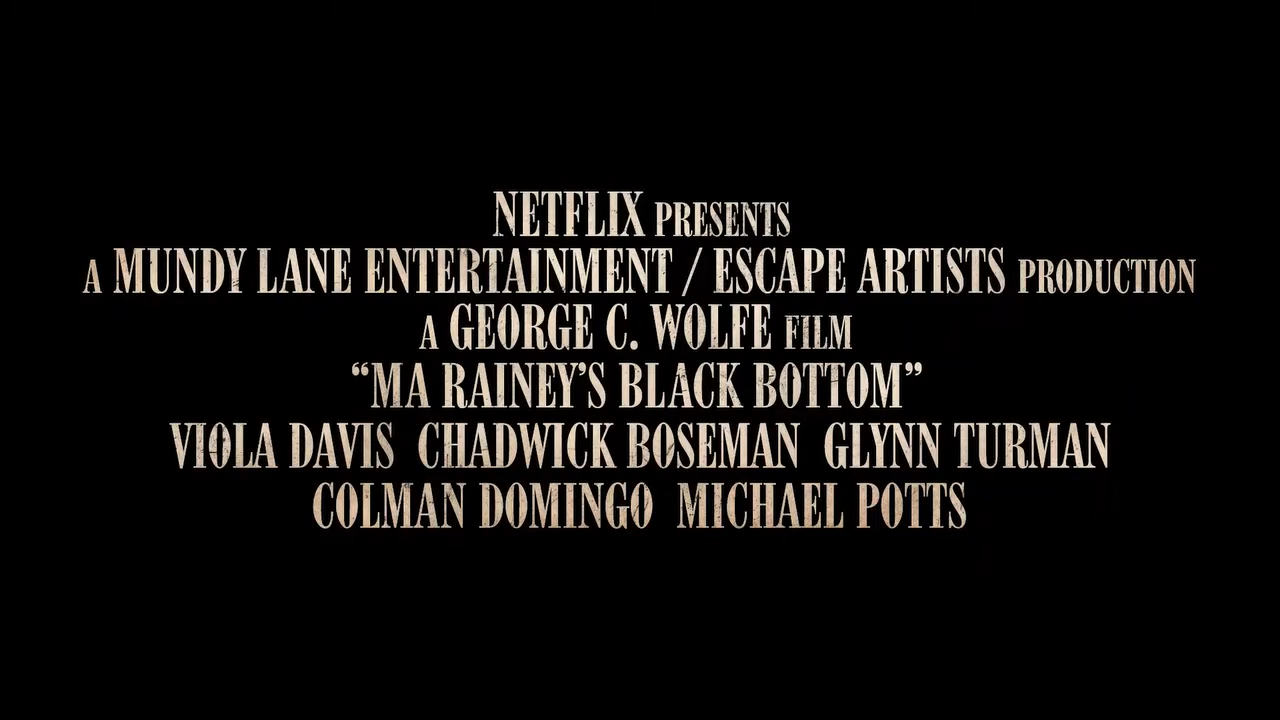 NETFLIX PRESENTS
A MUNDY LANE ENTERTAINMENT / ESCAPE ARTISTS PRODUCTION
A GEORGE C. WOLFE FILM
“MA RAINEY’S BLACK BOTTOM”
VIOLA DAVIS CHADWICK BOSEMAN GLYNN TURMAN
COLMAN DOMINGO MICHAEL POTTS